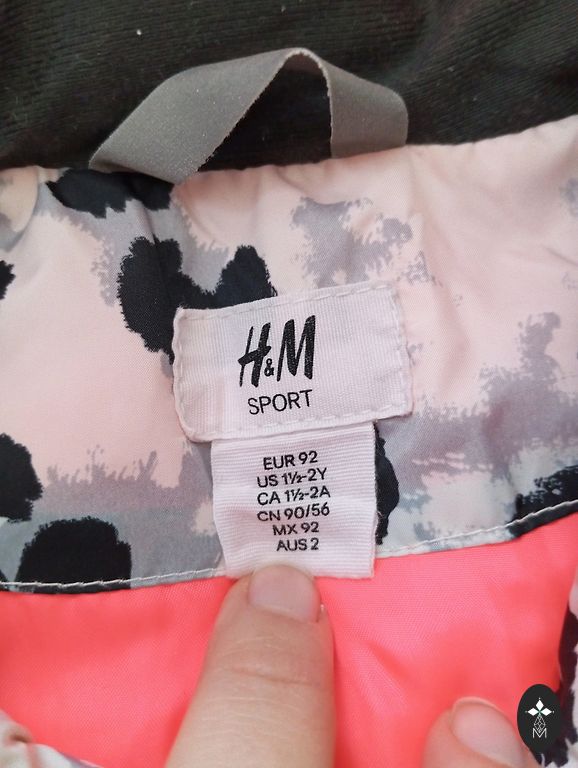 H&M
SPORT
EUR 92
US 1½-2Y
CA 1½-2A
CN 90/56
MX 92
AUS 2
M